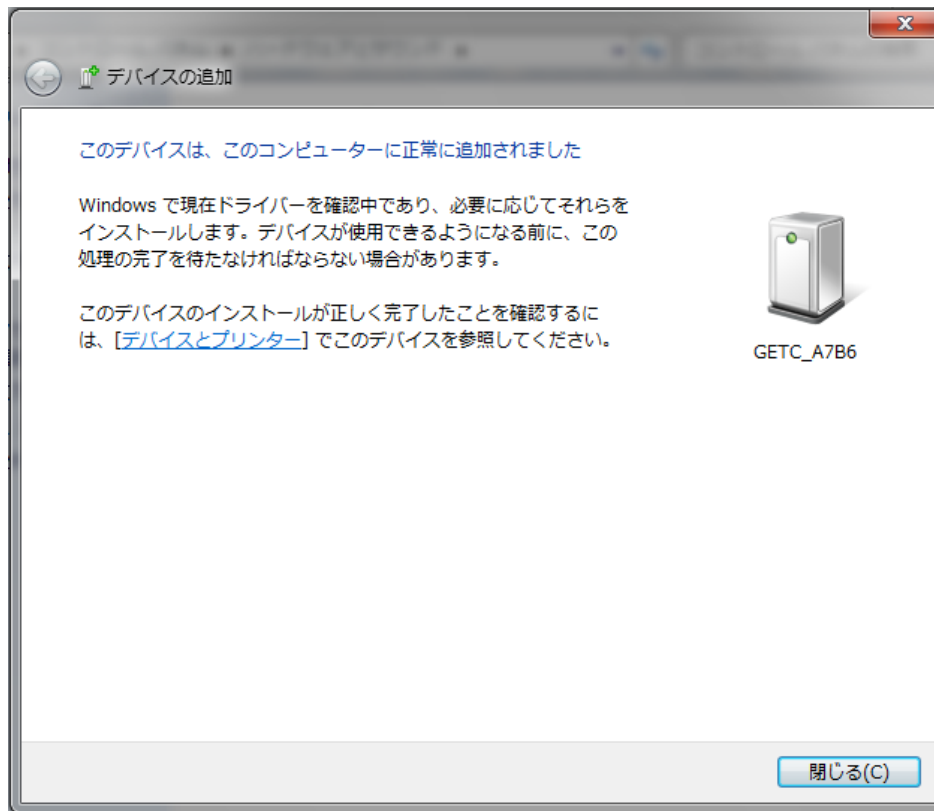 デバイスの追加
このデバイスは、このコンピューターに正常に追加されました
Windows で現在ドライバーを確認中であり、必要に応じてそれらを
インストールします。デバイスが使用できるようになる前に、この
処理の完了を待たなければならない場合があります。
このデバイスのインストールが正しく完了したことを確認するに
は、[デバイスとプリンター] でこのデバイスを参照してください。
GETC_A7B6
閉じる(C)